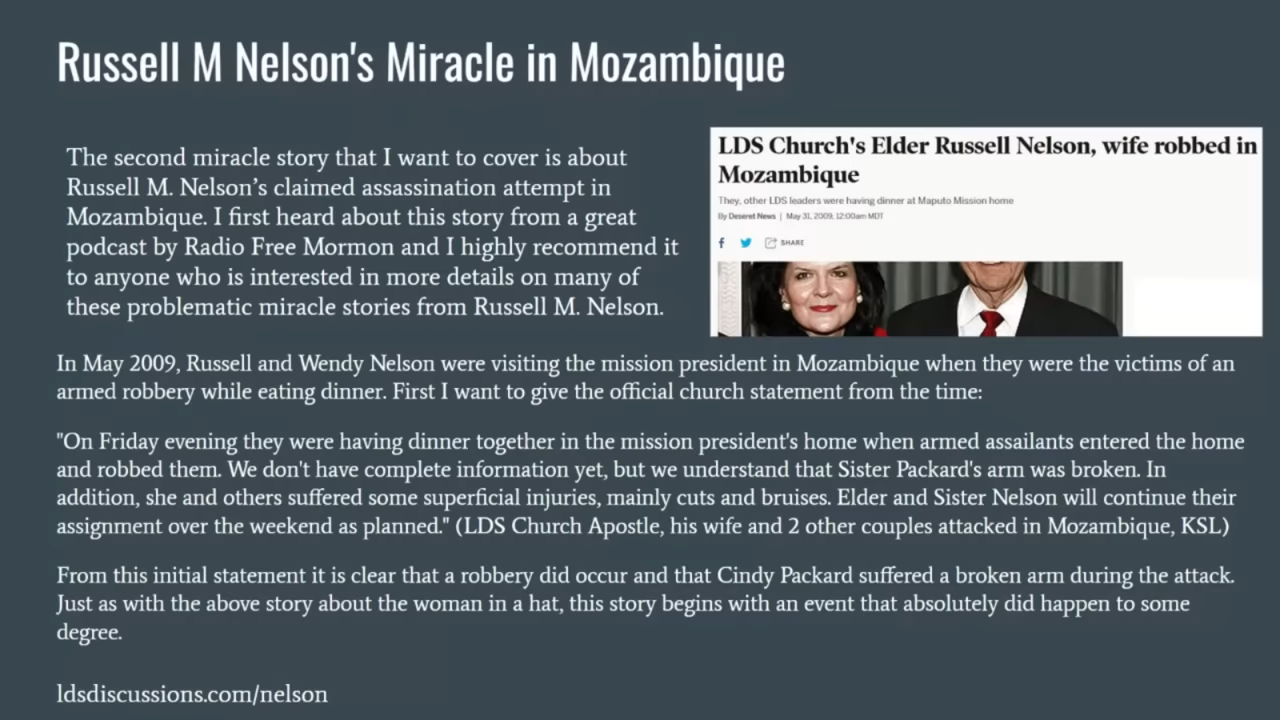 Russell M Nelson's Miracle in Mozambique
The second miracle story that I want to cover is about
Russell M. Nelson’s claimed assassination attempt in
Mozambique. I first heard about this story from a great
podcast by Radio Free Mormon and I highly recommend it
to anyone who is interested in more details on many of
these problematic miracle stories from Russell M. Nelson.
LDS Church's Elder Russell Nelson, wife robbed in
Mozambique
They, other LDS leaders were having dinner at Maputo Mission home
By Deseret News | May 31, 2009, 12:00am MDT
SHARE
In May 2009, Russell and Wendy Nelson were visiting the mission president in Mozambique when they were the victims of an
armed robbery while eating dinner. First I want to give the official church statement from the time:
"On Friday evening they were having dinner together in the mission president's home when armed assailants entered the home
and robbed them. We don't have complete information yet, but we understand that Sister Packard's arm was broken. In
addition, she and others suffered some superficial injuries, mainly cuts and bruises. Elder and Sister Nelson will continue their
assignment over the weekend as planned." (LDS Church Apostle, his wife and 2 other couples attacked in Mozambique, KSL)
From this initial statement it is clear that a robbery did occur and that Cindy Packard suffered a broken arm during the attack.
Just as with the above story about the woman in a hat, this story begins with an event that absolutely did happen to some
degree.
ldsdiscussions.com/nelson